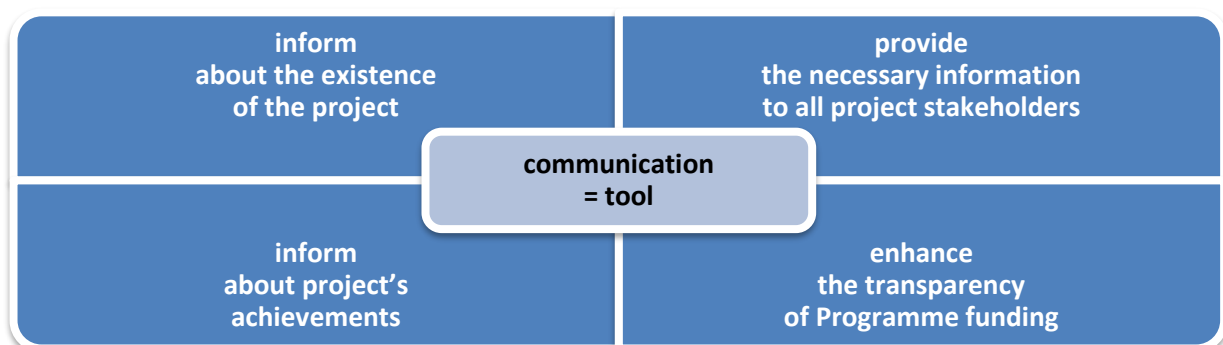 inform
about the existence
of the project
provide
the necessary information
to all project stakeholders
communication
= tool
inform
about project’s
achievements
enhance
the transparency
of Programme funding